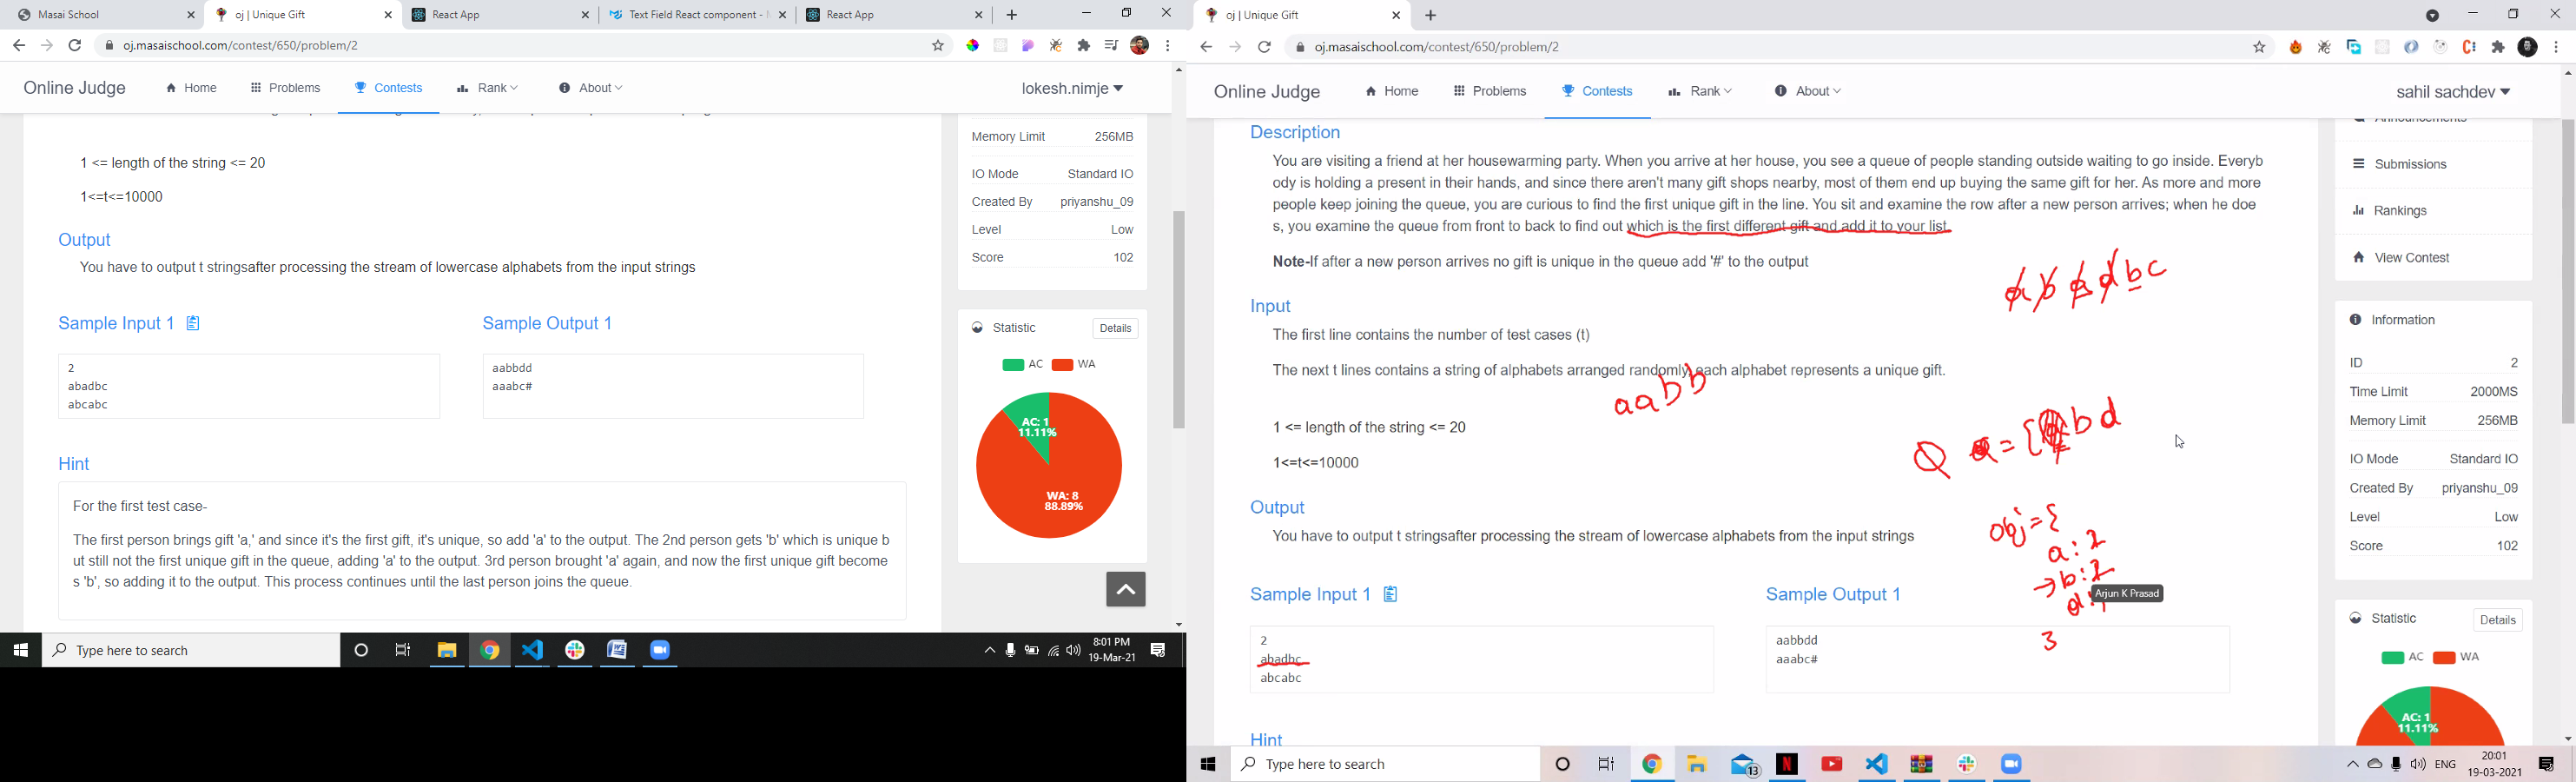 Masai School
oj | Unique Gift
React App
Text Field React component -
React App
oj.masaischool.com/contest/650/problem/2
Online Judge
Home
Problems
Contests
Rank
About
lokesh.nimje
1 <= length of the string <= 20
1<=t<=10000
Output
You have to output t stringsafter processing the stream of lowercase alphabets from the input strings
Sample Input 1
Sample Output 1
2
abadbc
abcabc
aabbdd
aaabc#
Hint
For the first test case-
The first person brings gift 'a,' and since it's the first gift, it's unique, so add 'a' to the output. The 2nd person gets 'b' which is unique b
ut still not the first unique gift in the queue, adding 'a' to the output. 3rd person brought 'a' again, and now the first unique gift become
s 'b', so adding it to the output. This process continues until the last person joins the queue.
Memory Limit 256MB
IO Mode Standard IO
Created By priyanshu_09
Level Low
Score 102
Statistic
Details
AC WA
AC: 1
11.11%
WA: 8
88.89%
Type here to search
8:01 PM
19-Mar-21
oj | Unique Gift
oj.masaischool.com/contest/650/problem/2
Online Judge
Home
Problems
Contests
Rank
About
sahil sachdev
Description
You are visiting a friend at her housewarming party. When you arrive at her house, you see a queue of people standing outside waiting to go inside. Everyb
ody is holding a present in their hands, and since there aren't many gift shops nearby, most of them end up buying the same gift for her. As more and more
people keep joining the queue, you are curious to find the first unique gift in the line. You sit and examine the row after a new person arrives; when he doe
s, you examine the queue from front to back to find out which is the first different gift and add it to your list.
Note-If after a new person arrives no gift is unique in the queue add '#' to the output
a b a d b c
Input
The first line contains the number of test cases (t)
The next t lines contains a string of alphabets arranged randomly, each alphabet represents a unique gift.
a a b b
1 <= length of the string <= 20
1<=t<=10000
Q = { b d
Output
You have to output t stringsafter processing the stream of lowercase alphabets from the input strings
obj = {
a : 2
→ b : 2
d :
Arjun K Prasad
Sample Input 1
Sample Output 1
2
abadbc
abcabc
aabbdd
aaabc#
Hint
Announcements
Submissions
Rankings
View Contest
Information
ID 2
Time Limit 2000MS
Memory Limit 256MB
IO Mode Standard IO
Created By priyanshu_09
Level Low
Score 102
Statistic
Details
AC WA
AC: 1
11.11%
Type here to search
13
ENG
20:01
19-03-2021